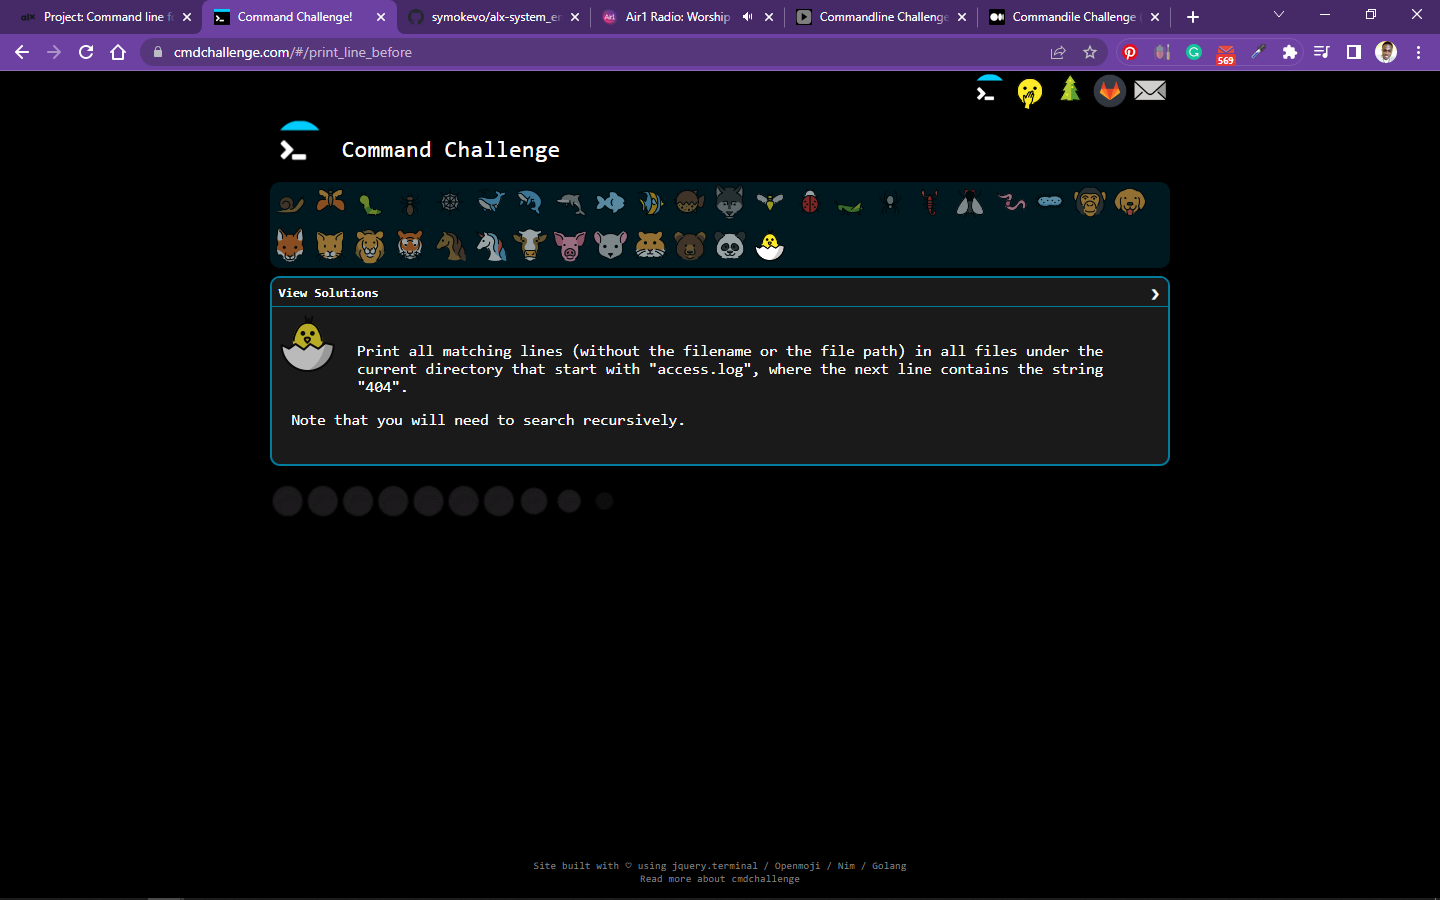 Project: Command line f
Command Challenge!
symokevo/alx-system_e
Air1 Radio: Worship
Commandline Challenge
Commandile Challenge
cmdchallenge.com/#/print_line_before
569
Command Challenge
View Solutions
Print all matching lines (without the filename or the file path) in all files under the
current directory that start with "access.log", where the next line contains the string
"404".
Note that you will need to search recursively.
Site built with ♡ using jquery.terminal / Openmoji / Nim / Golang
Read more about cmdchallenge